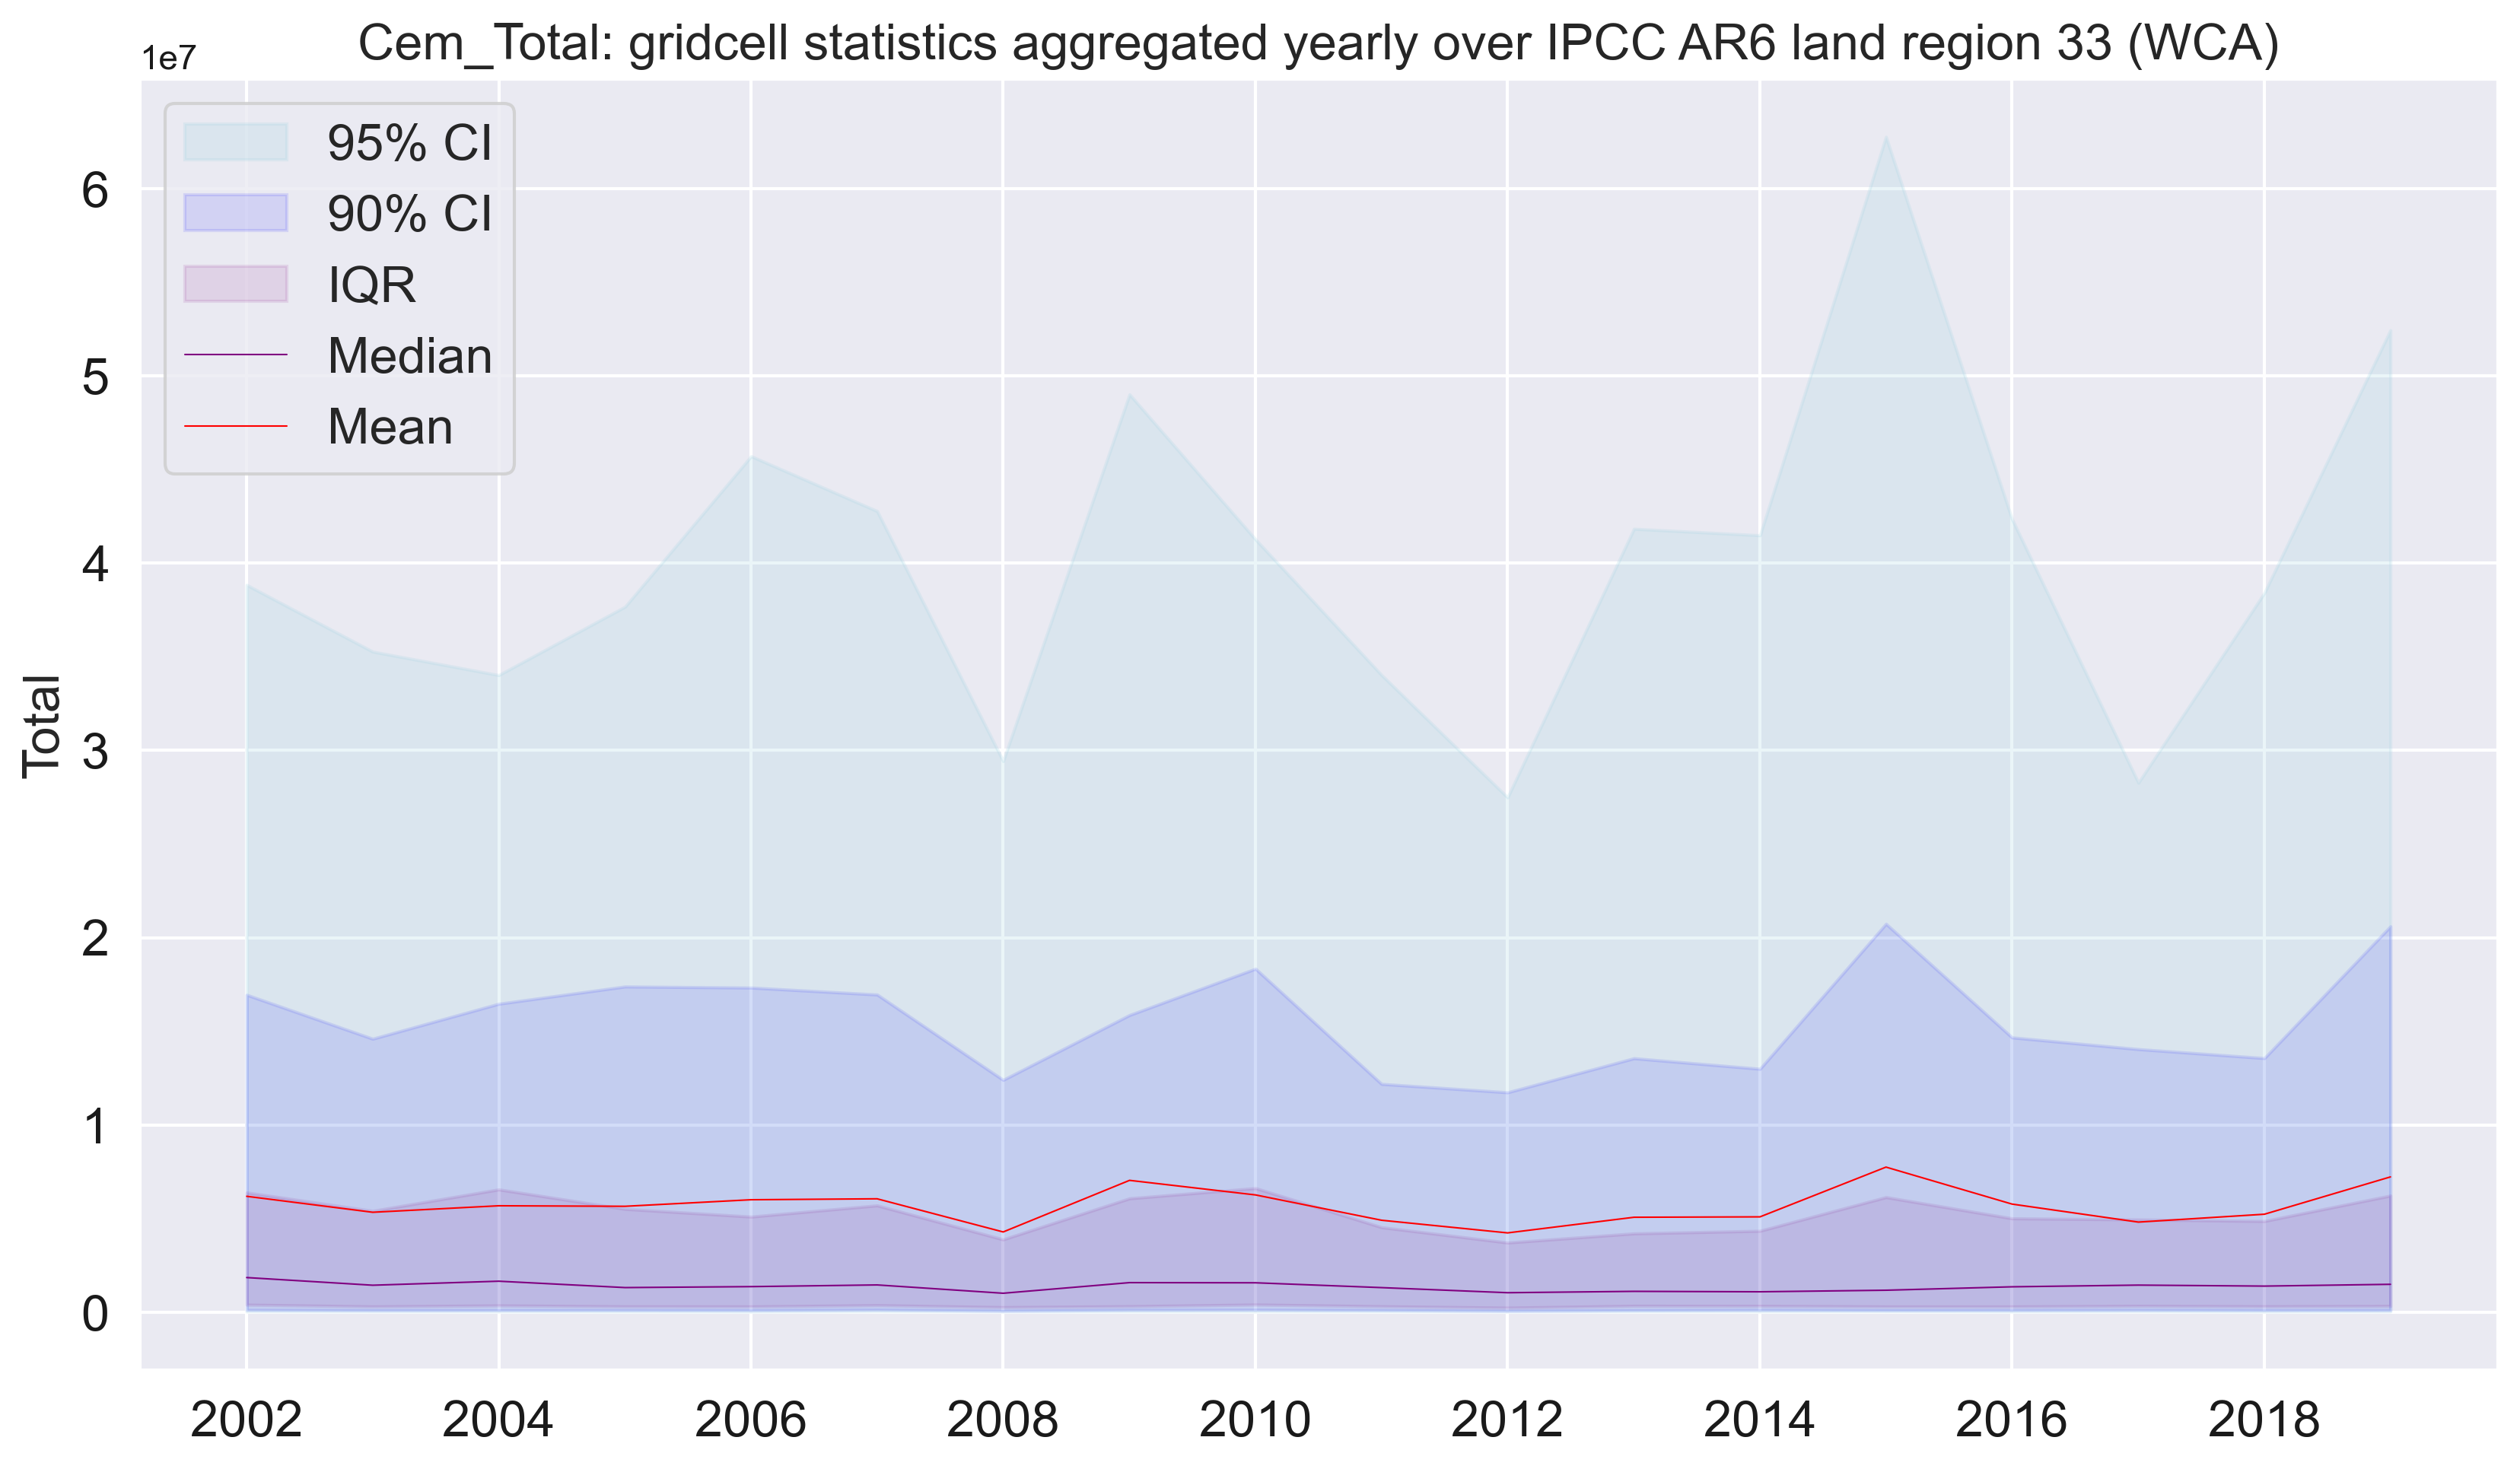 Cem_Total: gridcell statistics aggregated yearly over IPCC AR6 land region 33 (WCA)
1e7
95% CI
90% CI
IQR
Median
Mean
Total
6
5
4
3
2
1
0
2002 2004 2006 2008 2010 2012 2014 2016 2018